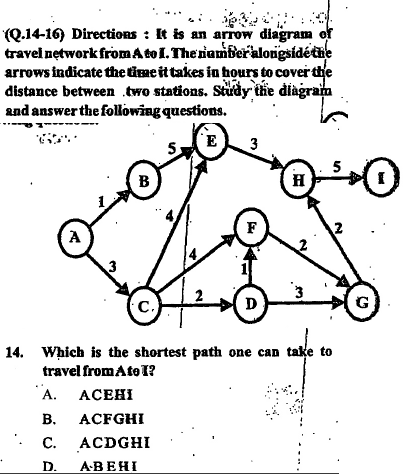 (Q.14-16) Directions : It is an arrow diagram of
travel network from A to I. The number alongside the
arrows indicate the time it takes in hours to cover the
distance between two stations. Study the diagram
and answer the following questions.
E
5
3
B
H
5
I
1
4
A
F
4
2
2
3
1
C
2
D
3
G
14. Which is the shortest path one can take to
travel from A to I?
A. ACEHI
B. ACFGHI
C. ACDGHI
D. A·B E H I